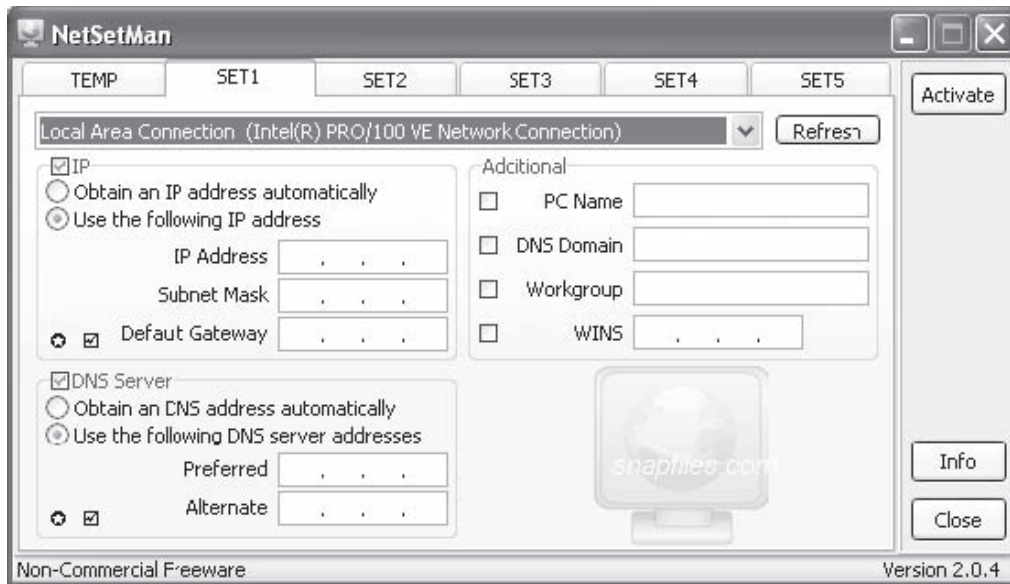 NetSetMan
TEMP SET1 SET2 SET3 SET4 SET5
Activate
Local Area Connection (Intel(R) PRO/100 VE Network Connection)
Refresh
IP
Obtain an IP address automatically
Use the following IP address
IP Address
Subnet Mask
Defaut Gateway
Adcitional
PC Name
DNS Domain
Workgroup
WINS
DNS Server
Obtain an DNS address automatically
Use the following DNS server addresses
Preferred
Alternate
snapfiles.com
Info
Close
Non-Commercial Freeware
Version 2.0.4